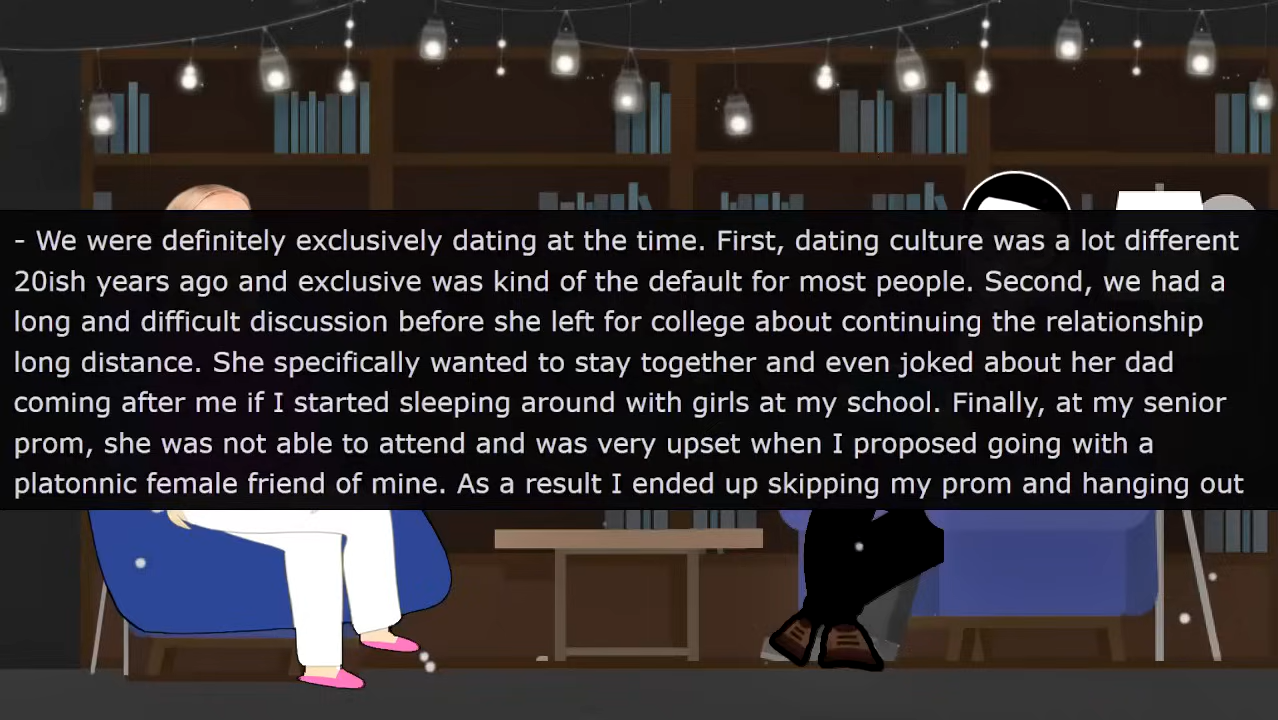 - We were definitely exclusively dating at the time. First, dating culture was a lot different
20ish years ago and exclusive was kind of the default for most people. Second, we had a
long and difficult discussion before she left for college about continuing the relationship
long distance. She specifically wanted to stay together and even joked about her dad
coming after me if I started sleeping around with girls at my school. Finally, at my senior
prom, she was not able to attend and was very upset when I proposed going with a
platonnic female friend of mine. As a result I ended up skipping my prom and hanging out